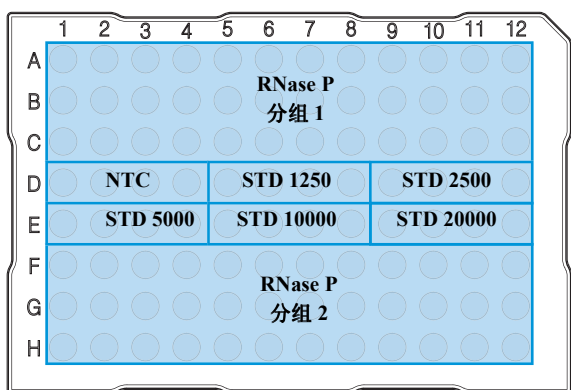 1 2 3 4 5 6 7 8 9 10 11 12
A
RNase P
B
分组 1
C
D NTC STD 1250 STD 2500
E STD 5000 STD 10000 STD 20000
F
RNase P
G
分组 2
H